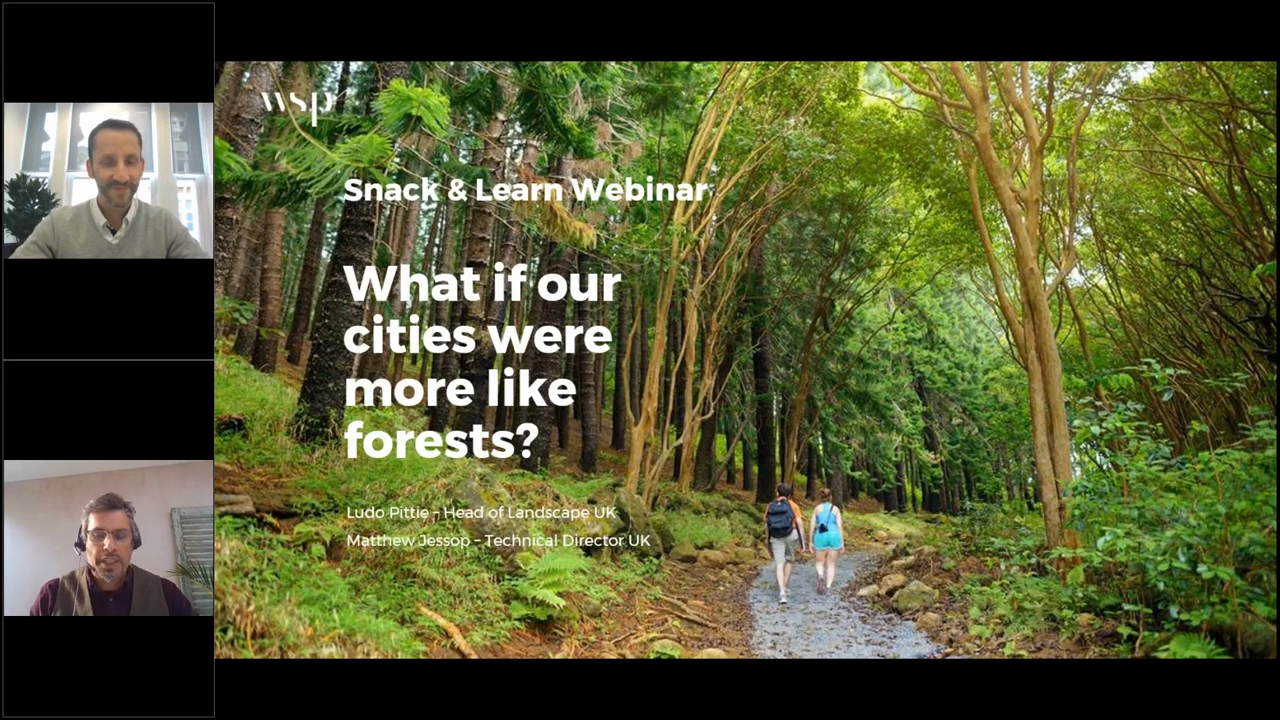 wsp
Snack & Learn Webinar
What if our
cities were
more like
forests?
Ludo Pittie – Head of Landscape UK
Matthew Jessop – Technical Director UK